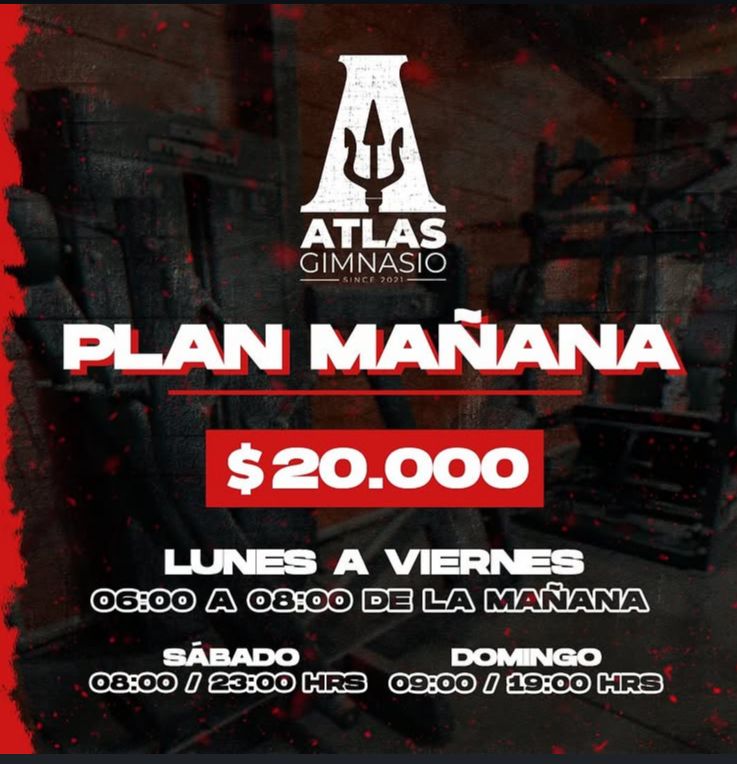 ATLAS
GIMNASIO
SINCE 2021
PLAN MAÑANA
$20.000
LUNES A VIERNES
06:00 A 08:00 DE LA MAÑANA
SÁBADO
08:00 / 23:00 HRS
DOMINGO
09:00 / 19:00 HRS